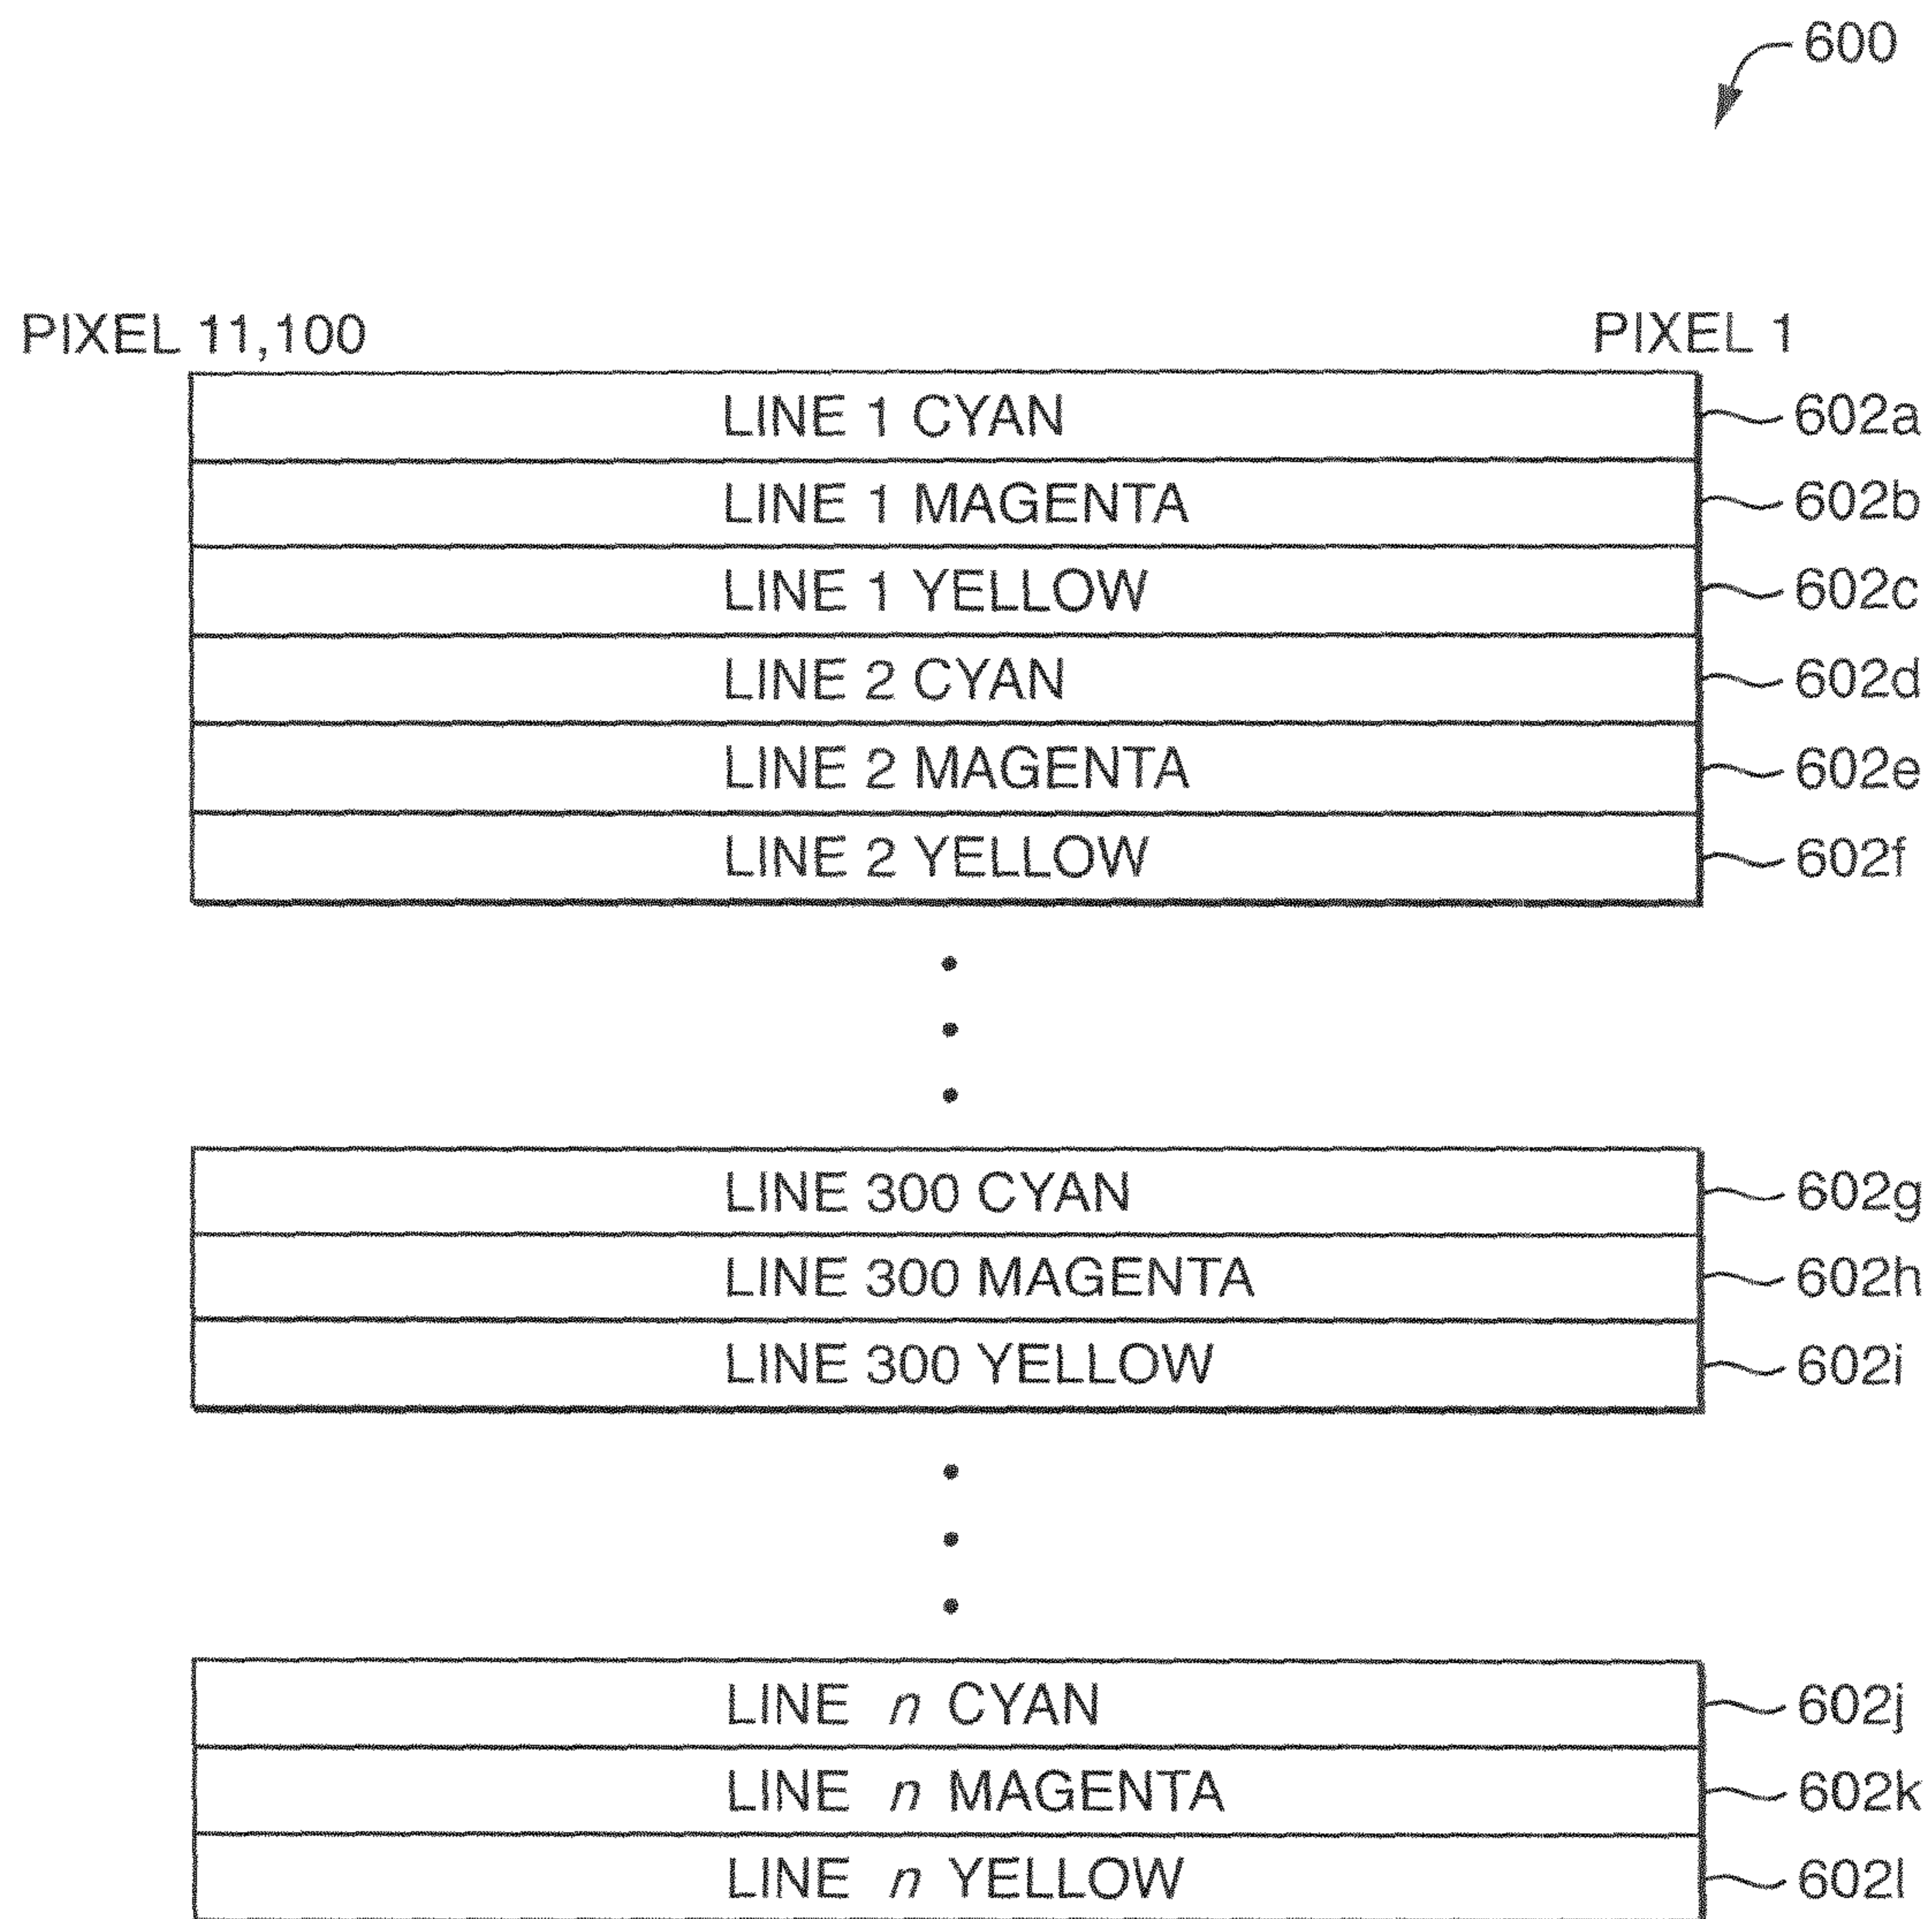 600
PIXEL 11,100 PIXEL 1
LINE 1 CYAN 602a
LINE 1 MAGENTA 602b
LINE 1 YELLOW 602c
LINE 2 CYAN 602d
LINE 2 MAGENTA 602e
LINE 2 YELLOW 602f
LINE 300 CYAN 602g
LINE 300 MAGENTA 602h
LINE 300 YELLOW 602i
LINE n CYAN 602j
LINE n MAGENTA 602k
LINE n YELLOW 602l